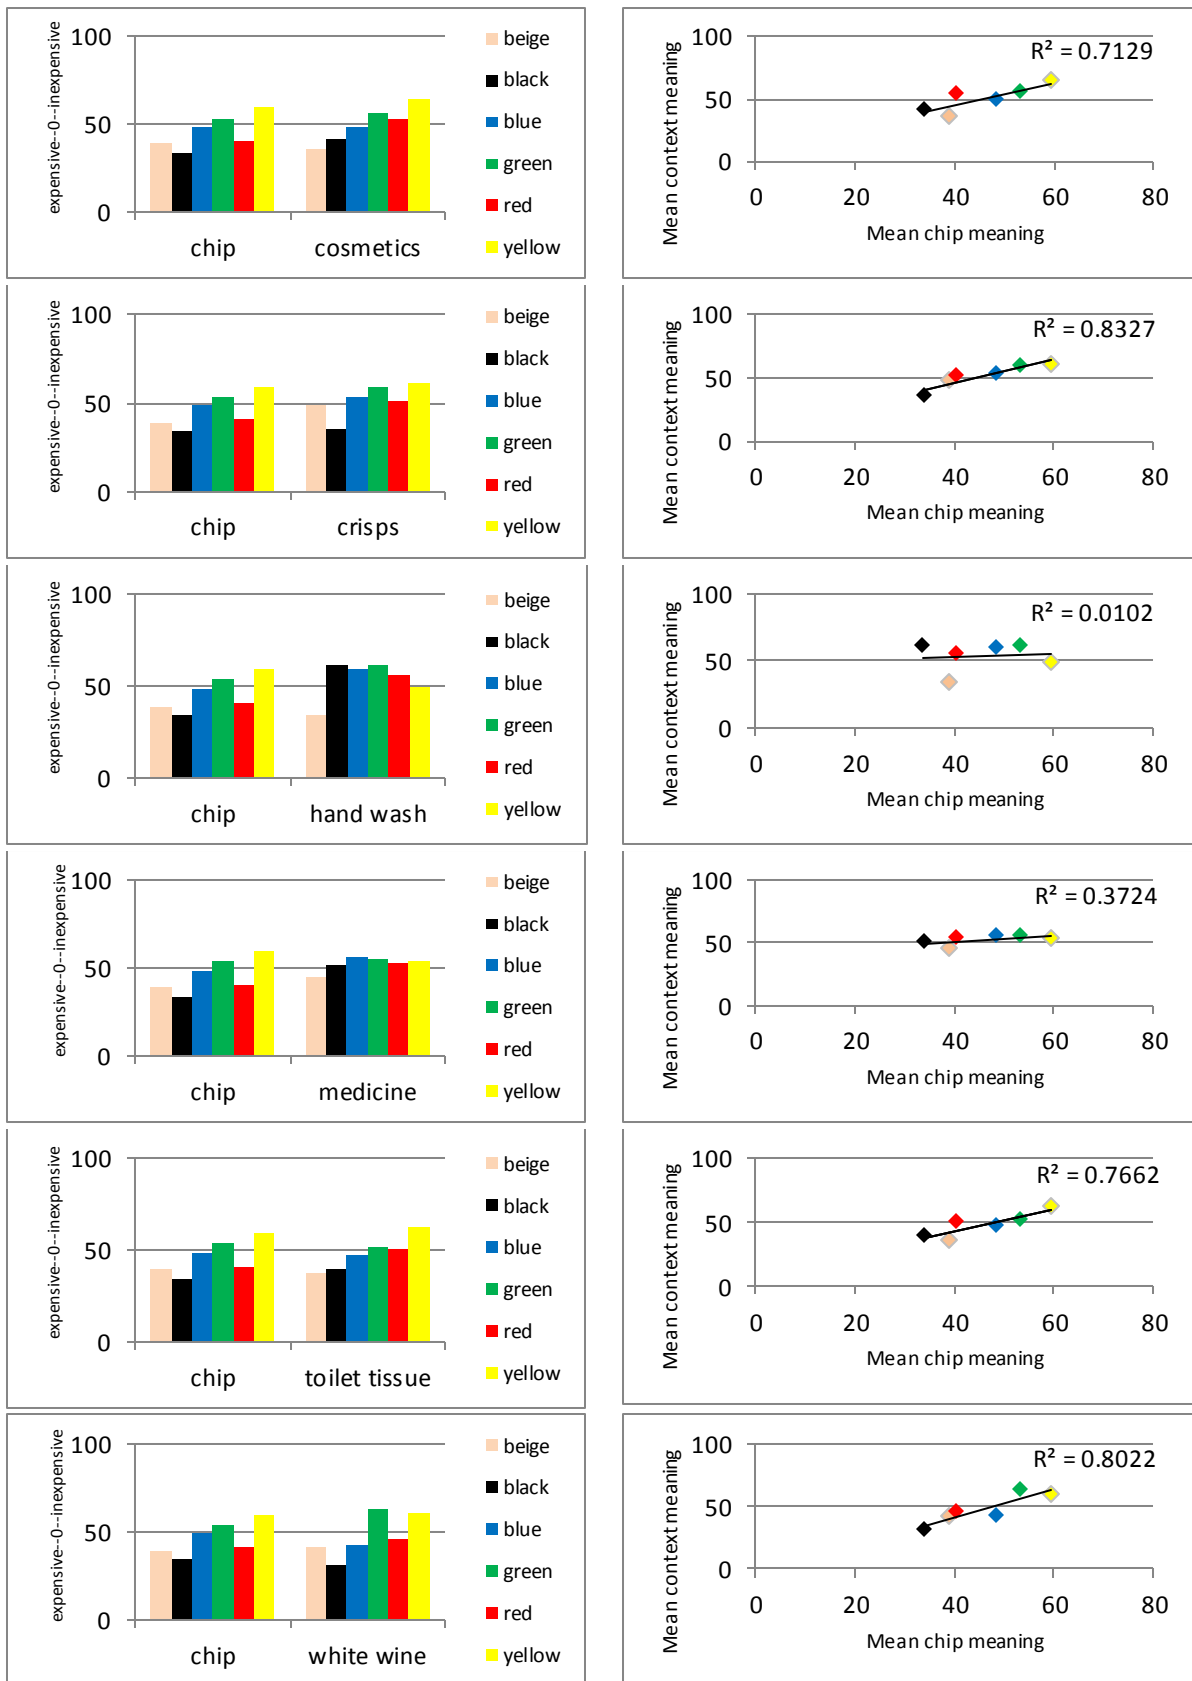 expensive--0--inexpensive
100
50
0
chip
cosmetics
beige
black
blue
green
red
yellow
Mean context meaning
100
50
0
R² = 0.7129
0 20 40 60 80
Mean chip meaning
expensive--0--inexpensive
100
50
0
chip
crisps
beige
black
blue
green
red
yellow
Mean context meaning
100
50
0
R² = 0.8327
0 20 40 60 80
Mean chip meaning
expensive--0--inexpensive
100
50
0
chip
hand wash
beige
black
blue
green
red
yellow
Mean context meaning
100
50
0
R² = 0.0102
0 20 40 60 80
Mean chip meaning
expensive--0--inexpensive
100
50
0
chip
medicine
beige
black
blue
green
red
yellow
Mean context meaning
100
50
0
R² = 0.3724
0 20 40 60 80
Mean chip meaning
expensive--0--inexpensive
100
50
0
chip
toilet tissue
beige
black
blue
green
red
yellow
Mean context meaning
100
50
0
R² = 0.7662
0 20 40 60 80
Mean chip meaning
expensive--0--inexpensive
100
50
0
chip
white wine
beige
black
blue
green
red
yellow
Mean context meaning
100
50
0
R² = 0.8022
0 20 40 60 80
Mean chip meaning